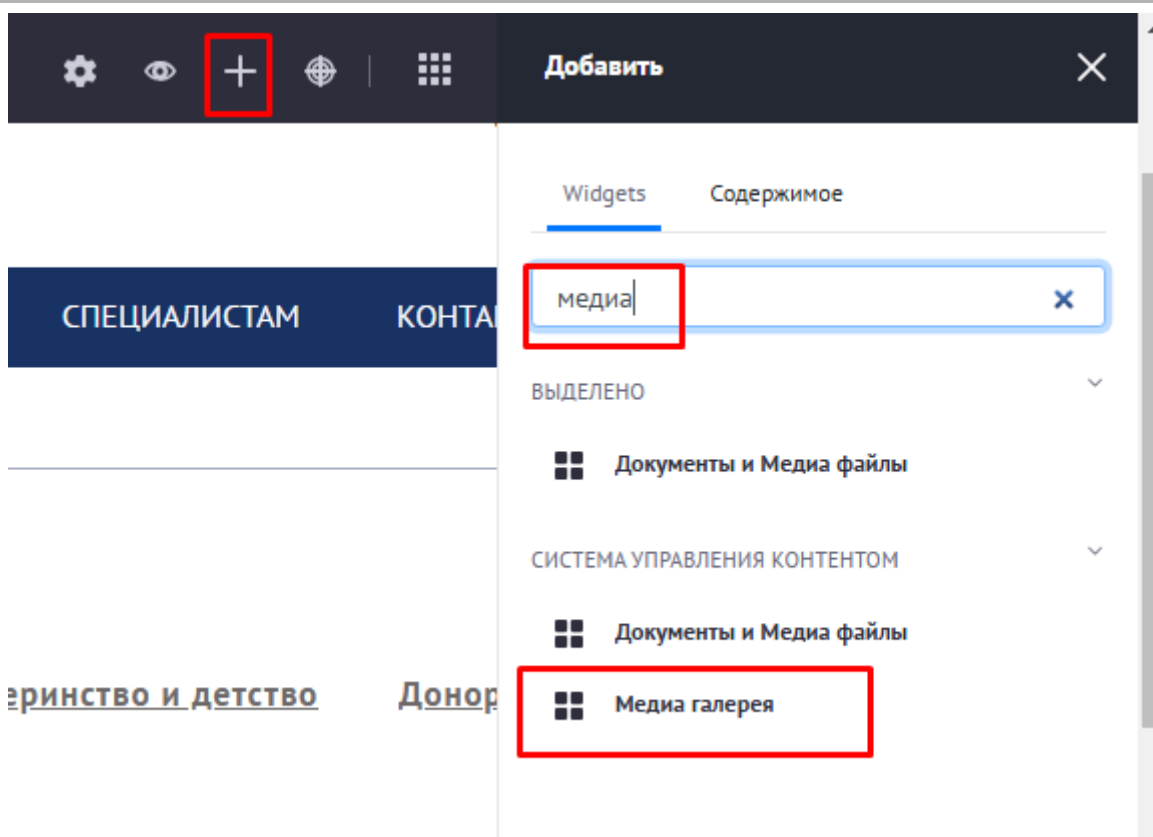 Добавить
Widgets Содержимое
СПЕЦИАЛИСТАМ КОНТА
медиа
ВЫДЕЛЕНО
Документы и Медиа файлы
СИСТЕМА УПРАВЛЕНИЯ КОНТЕНТОМ
Документы и Медиа файлы
еринство и детство Донор
Медиа галерея